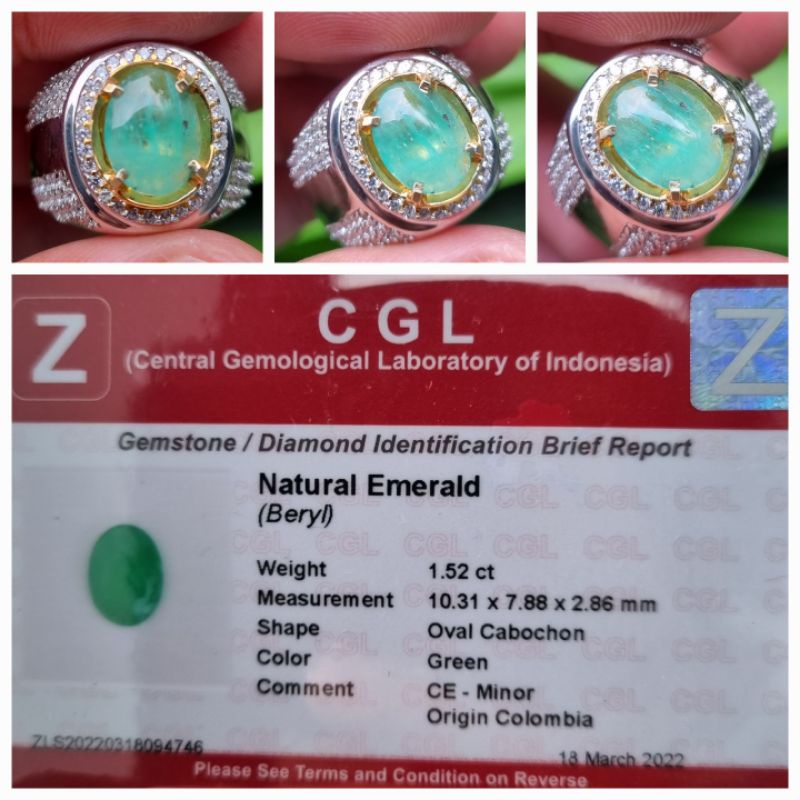 Z
C G L
(Central Gemological Laboratory of Indonesia)
Z
Gemstone / Diamond Identification Brief Report
Natural Emerald
(Beryl)
Weight 1.52 ct
Measurement 10.31 x 7.88 x 2.86 mm
Shape Oval Cabochon
Color Green
Comment CE - Minor
Origin Colombia
ZLS20220318094746
18 March 2022
Please See Terms and Condition on Reverse